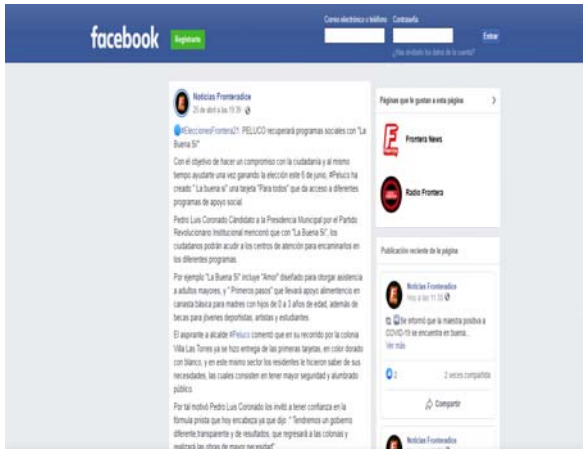 Correo electrónico o teléfono Contraseña
facebook Registrarte Entrar
¿Has olvidado los datos de la cuenta?
Noticias Fronteradice
25 de abril a las 19:39
#EleccionesFrontera21: PELUCO recuperará programas sociales con "La
Buena Sí"
Con el objetivo de hacer un compromiso con la ciudadanía y al mismo
tiempo ayudarte una vez ganando la elección este 6 de junio, #Peluco ha
creado " La buena sí" una tarjeta "Para todos" que da acceso a diferentes
programas de apoyo social
Pedro Luis Coronado Candidato a la Presidencia Municipal por el Partido
Revolucionario Institucional mencionó que con "La Buena Sí", los
ciudadanos podrán acudir a los centros de atención para encaminarlos en
los diferentes programas.
Por ejemplo "La Buena Sí" incluye "Amor" diseñado para otorgar asistencia
a adultos mayores, y " Primeros pasos" que llevará apoyo alimentencio en
canasta básica para madres con hijos de 0 a 3 años de edad, además de
becas para jóvenes deportistas, artistas y estudiantes.
El aspirante a alcalde #Peluco comentó que en su recorrido por la colonia
Villa Las Torres ya se hizo entrega de las primeras tarjetas, en color dorado
con blanco, y en este mismo sector los residentes le hicieron saber de sus
necesidades, las cuales consisten en tener mayor seguridad y alumbrado
público.
Por tal motivó Pedro Luis Coronado los invitó a tener confianza en la
fórmula priista que hoy encabeza ya que dijo :" Tendremos un gobierno
diferente,transparente y de resultados, que regresará a las colonias y
realizará las obras de mayor necesidad"
Páginas que le gustan a esta página
Frontera News
Radio Frontera
Publicación reciente de la página
Noticias Fronteradice
Hoy a las 11:33
Se informó que la maestra positiva a
COVID-19 se encuentra en buena...
Ver más
2 2 veces compartida
Compartir
Noticias Fronteradice